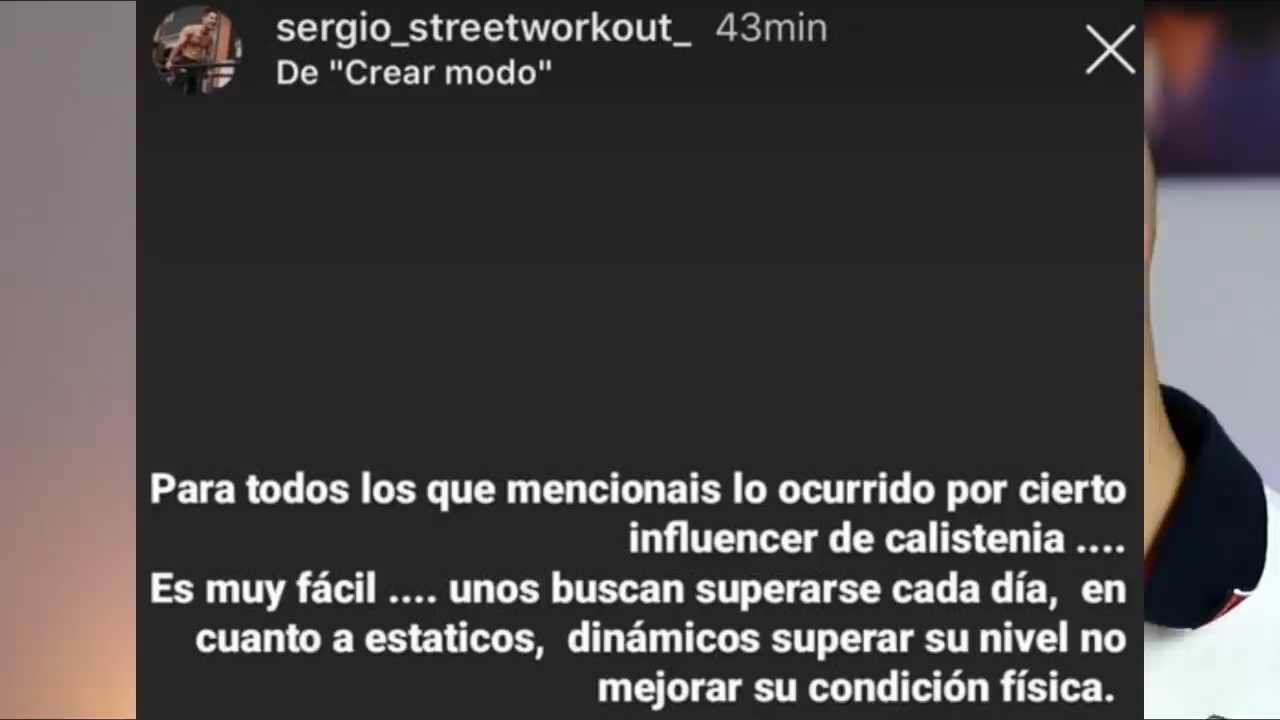 sergio_streetworkout_ 43min
De "Crear modo"
Para todos los que mencionais lo ocurrido por cierto
influencer de calistenia ....
Es muy fácil .... unos buscan superarse cada día, en
cuanto a estaticos, dinámicos superar su nivel no
mejorar su condición física.